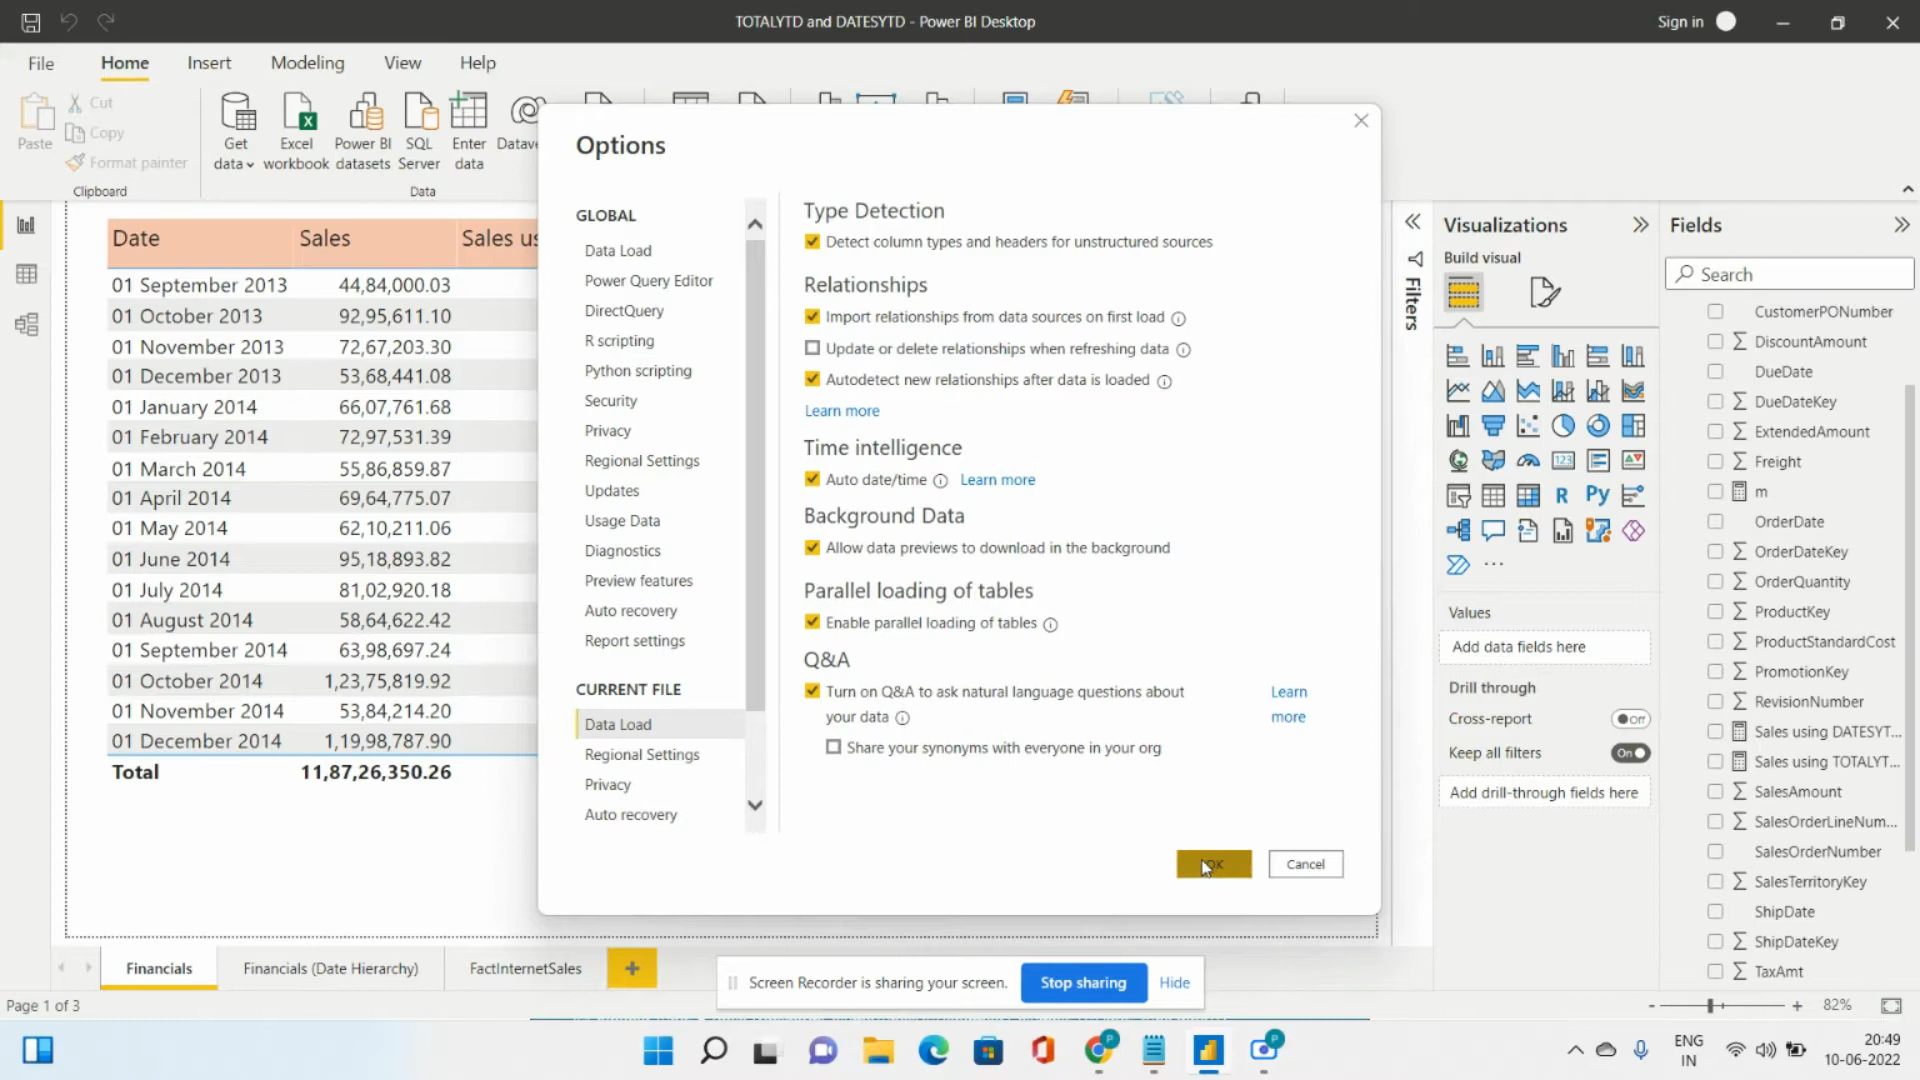 TOTALYTD and DATESYTD - Power BI Desktop
Sign in
File
Home
Insert
Modeling
View
Help
Paste
Cut
Copy
Format painter
Clipboard
Get
data
Excel
workbook
Power BI
datasets
SQL
Server
Enter
data
Datave
Data
Date
Sales
Sales us
01 September 2013 44,84,000.03
01 October 2013 92,95,611.10
01 November 2013 72,67,203.30
01 December 2013 53,68,441.08
01 January 2014 66,07,761.68
01 February 2014 72,97,531.39
01 March 2014 55,86,859.87
01 April 2014 69,64,775.07
01 May 2014 62,10,211.06
01 June 2014 95,18,893.82
01 July 2014 81,02,920.18
01 August 2014 58,64,622.42
01 September 2014 63,98,697.24
01 October 2014 1,23,75,819.92
01 November 2014 53,84,214.20
01 December 2014 1,19,98,787.90
Total 11,87,26,350.26
Options
GLOBAL
Data Load
Power Query Editor
DirectQuery
R scripting
Python scripting
Security
Privacy
Regional Settings
Updates
Usage Data
Diagnostics
Preview features
Auto recovery
Report settings
CURRENT FILE
Data Load
Regional Settings
Privacy
Auto recovery
Type Detection
Detect column types and headers for unstructured sources
Relationships
Import relationships from data sources on first load
Update or delete relationships when refreshing data
Autodetect new relationships after data is loaded
Learn more
Time intelligence
Auto date/time Learn more
Background Data
Allow data previews to download in the background
Parallel loading of tables
Enable parallel loading of tables
Q&A
Turn on Q&A to ask natural language questions about
your data
Learn
more
Share your synonyms with everyone in your org
OK
Cancel
Filters
Visualizations
Build visual
123
R
Py
Values
Add data fields here
Drill through
Cross-report
Off
Keep all filters
On
Add drill-through fields here
Fields
Search
CustomerPONumber
DiscountAmount
DueDate
DueDateKey
ExtendedAmount
Freight
m
OrderDate
OrderDateKey
OrderQuantity
ProductKey
ProductStandardCost
PromotionKey
RevisionNumber
Sales using DATESYT...
Sales using TOTALYT...
SalesAmount
SalesOrderLineNum...
SalesOrderNumber
SalesTerritoryKey
ShipDate
ShipDateKey
TaxAmt
Financials
Financials (Date Hierarchy)
FactInternetSales
Screen Recorder is sharing your screen.
Stop sharing
Hide
Page 1 of 3
82%
ENG
IN
20:49
10-06-2022